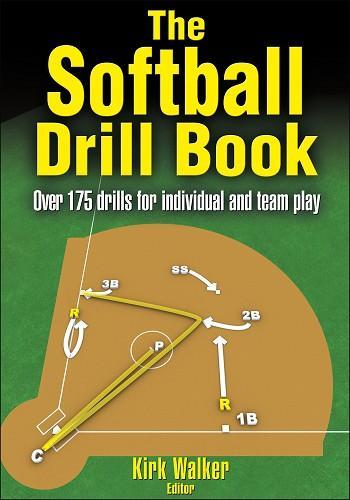 The
Softball
Drill Book
Over 175 drills for individual and team play
SS
3B
2B
R
P
R
1B
C
Kirk Walker
Editor